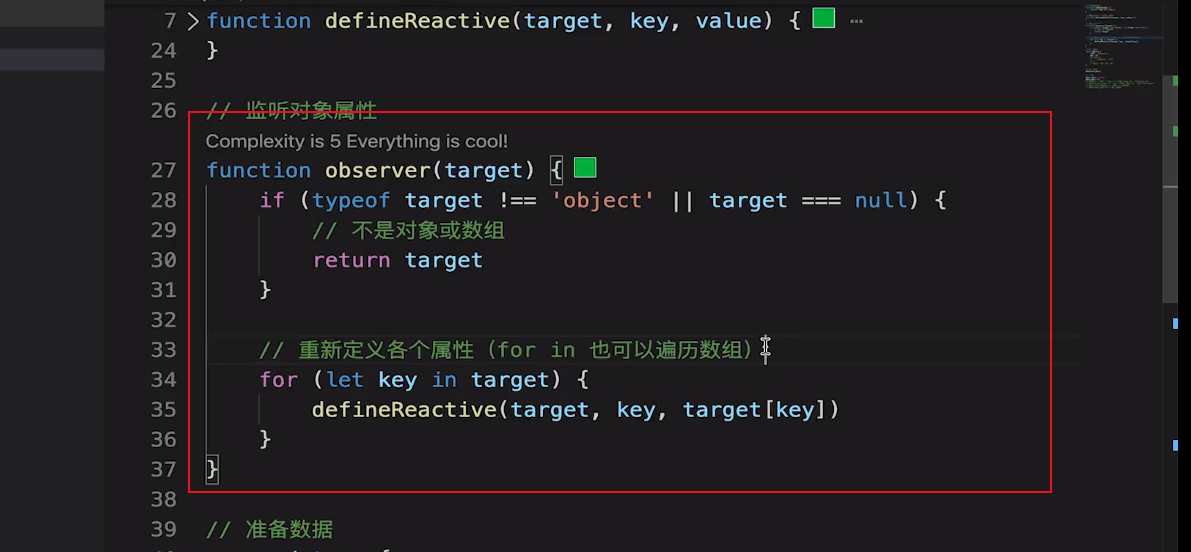 7 function defineReactive(target, key, value) { …
24 }
25
26 // 监听对象属性
Complexity is 5 Everything is cool!
27 function observer(target) {
28 if (typeof target !== 'object' || target === null) {
29 // 不是对象或数组
30 return target
31 }
32
33 // 重新定义各个属性（for in 也可以遍历数组）
34 for (let key in target) {
35 defineReactive(target, key, target[key])
36 }
37 }
38
39 // 准备数据